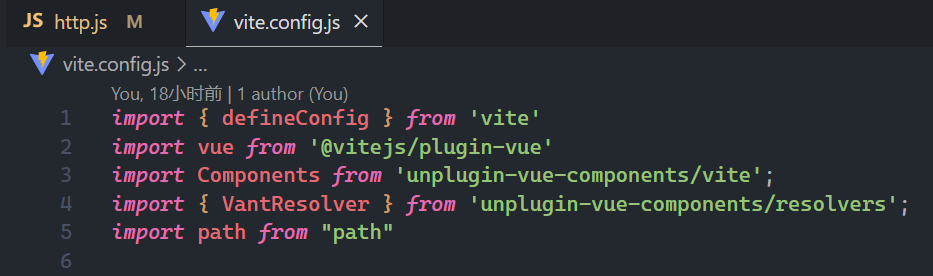 JS http.js M vite.config.js ×
vite.config.js > ...
You, 18小时前 | 1 author (You)
1 import { defineConfig } from 'vite'
2 import vue from '@vitejs/plugin-vue'
3 import Components from 'unplugin-vue-components/vite';
4 import { VantResolver } from 'unplugin-vue-components/resolvers';
5 import path from "path"
6